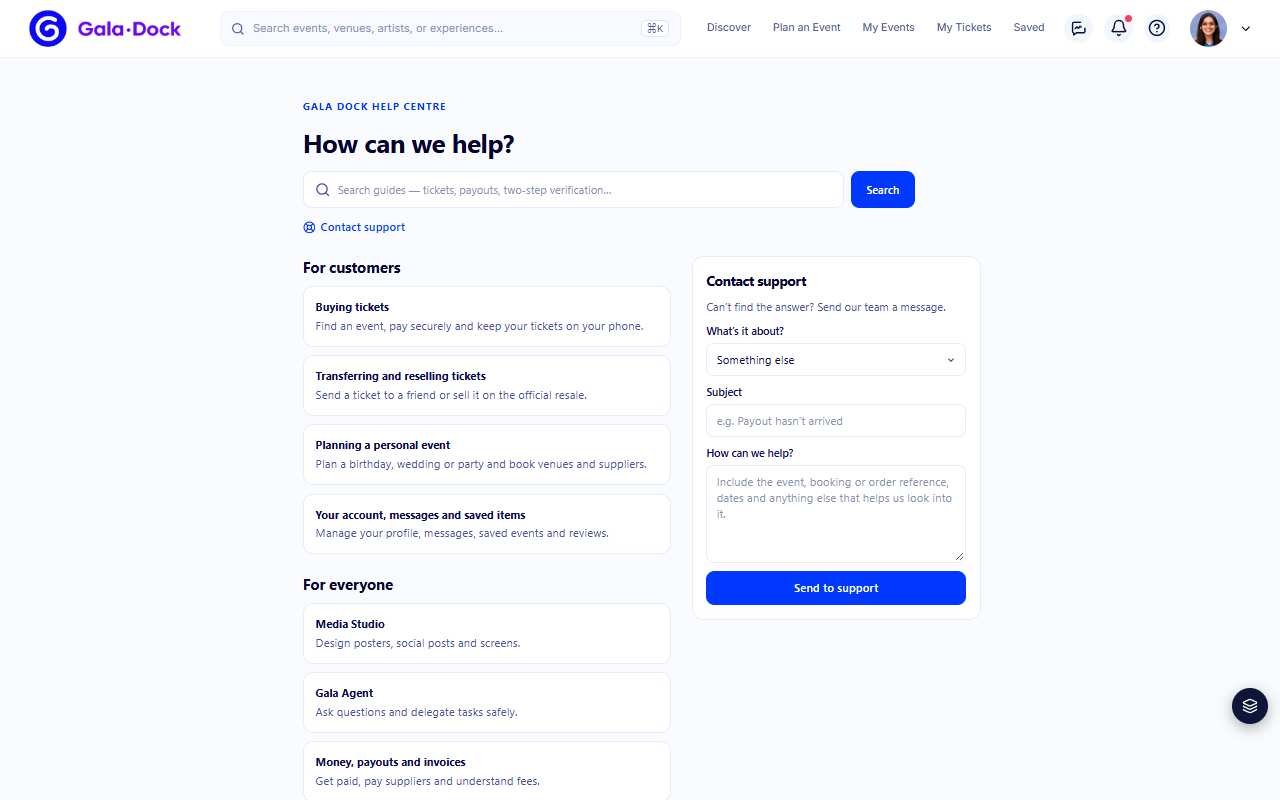 Gala·Dock
Search events, venues, artists, or experiences...
⌘K
Discover
Plan an Event
My Events
My Tickets
Saved
GALA DOCK HELP CENTRE
How can we help?
Search guides — tickets, payouts, two-step verification...
Search
Contact support
For customers
Buying tickets
Find an event, pay securely and keep your tickets on your phone.
Transferring and reselling tickets
Send a ticket to a friend or sell it on the official resale.
Planning a personal event
Plan a birthday, wedding or party and book venues and suppliers.
Your account, messages and saved items
Manage your profile, messages, saved events and reviews.
For everyone
Media Studio
Design posters, social posts and screens.
Gala Agent
Ask questions and delegate tasks safely.
Money, payouts and invoices
Get paid, pay suppliers and understand fees.
Contact support
Can't find the answer? Send our team a message.
What's it about?
Something else
Subject
e.g. Payout hasn't arrived
How can we help?
Include the event, booking or order reference,
dates and anything else that helps us look into
it.
Send to support